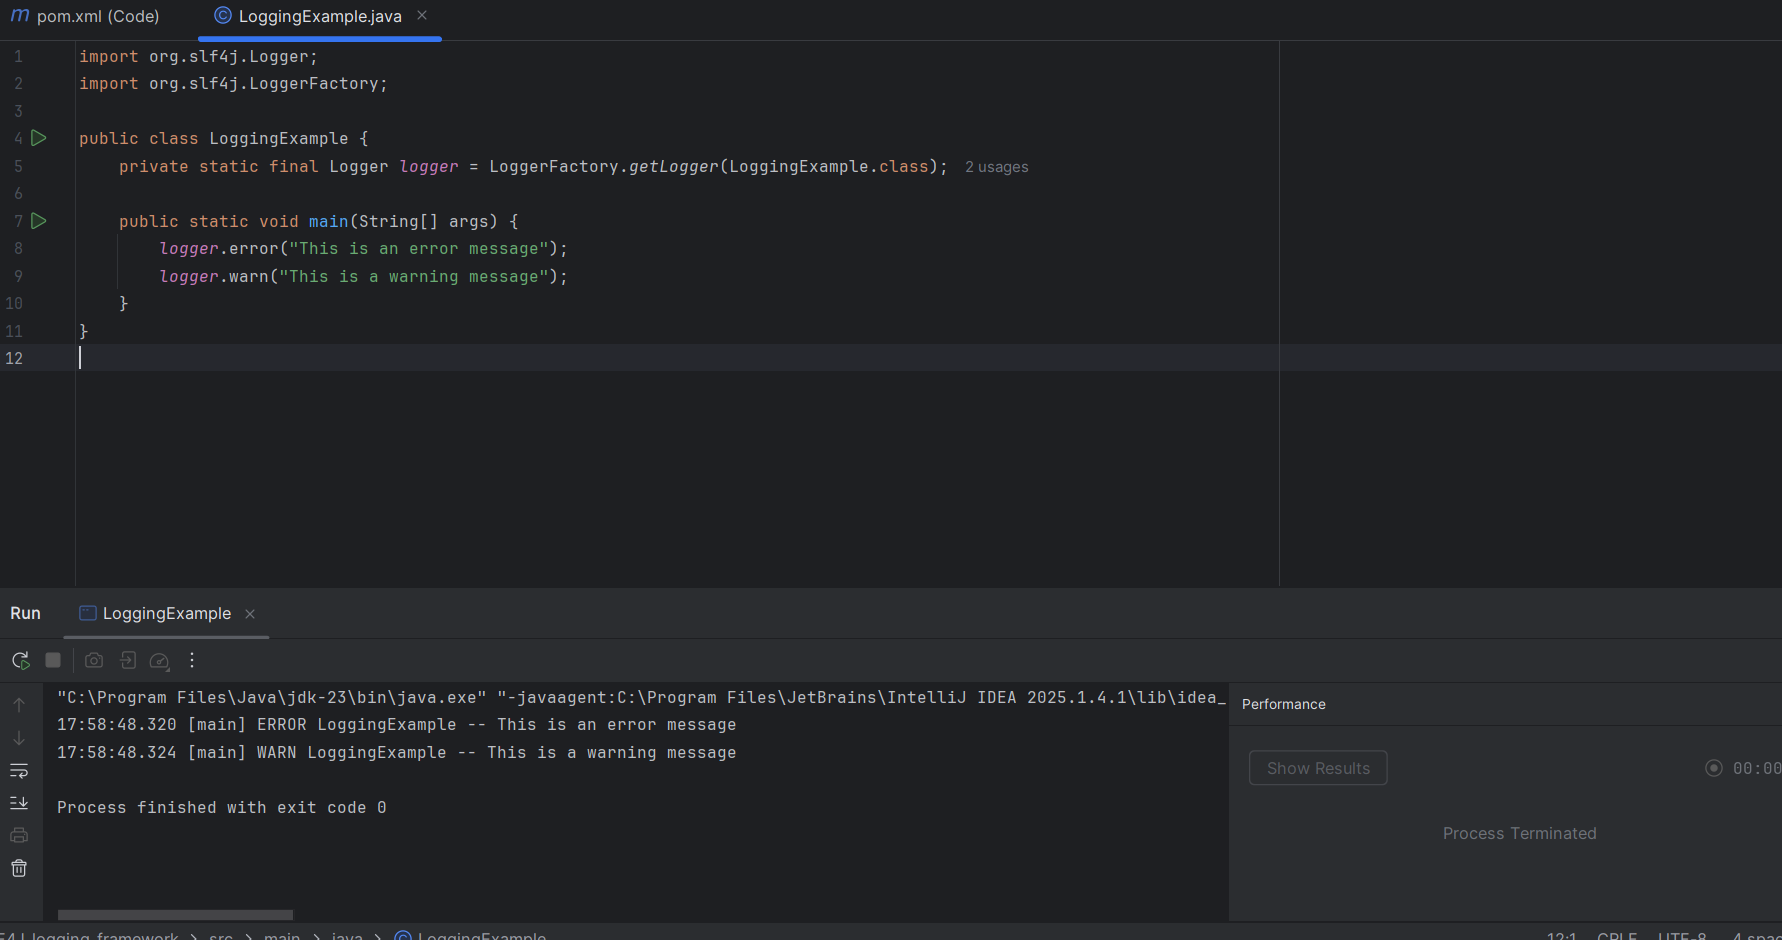 m pom.xml (Code) LoggingExample.java
1 import org.slf4j.Logger;
2 import org.slf4j.LoggerFactory;
3
4 public class LoggingExample {
5 private static final Logger logger = LoggerFactory.getLogger(LoggingExample.class); 2 usages
6
7 public static void main(String[] args) {
8 logger.error("This is an error message");
9 logger.warn("This is a warning message");
10 }
11 }
12
Run LoggingExample
"C:\Program Files\Java\jdk-23\bin\java.exe" "-javaagent:C:\Program Files\JetBrains\IntelliJ IDEA 2025.1.4.1\lib\idea_
Performance
17:58:48.320 [main] ERROR LoggingExample -- This is an error message
17:58:48.324 [main] WARN LoggingExample -- This is a warning message
Show Results 00:00
Process finished with exit code 0
Process Terminated
logging framework > src > main > java > LoggingExample 12:1 CRLF UTF-8 4 spac